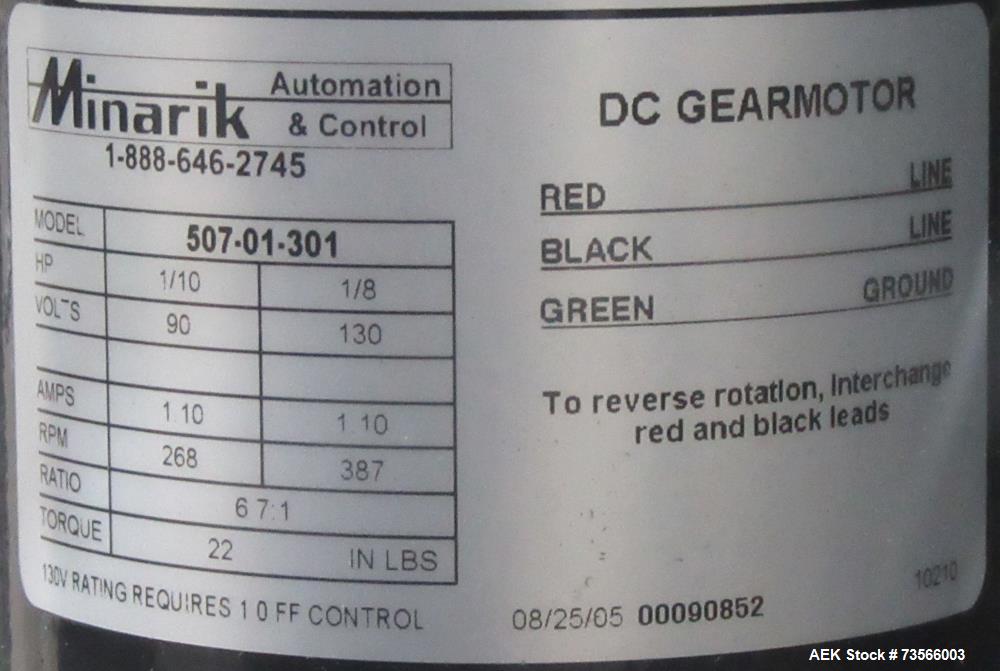 Minarik Automation
& Control
1-888-646-2745
MODEL 507-01-301
HP 1/10 1/8
VOLTS 90 130
AMPS 1.10 1.10
RPM 268 387
RATIO 6 7:1
TORQUE 22 IN LBS
130V RATING REQUIRES 1 0 FF CONTROL
DC GEARMOTOR
RED LINE
BLACK LINE
GREEN GROUND
To reverse rotation, Interchange
red and black leads
10210
08/25/05 00090852
AEK Stock # 73566003